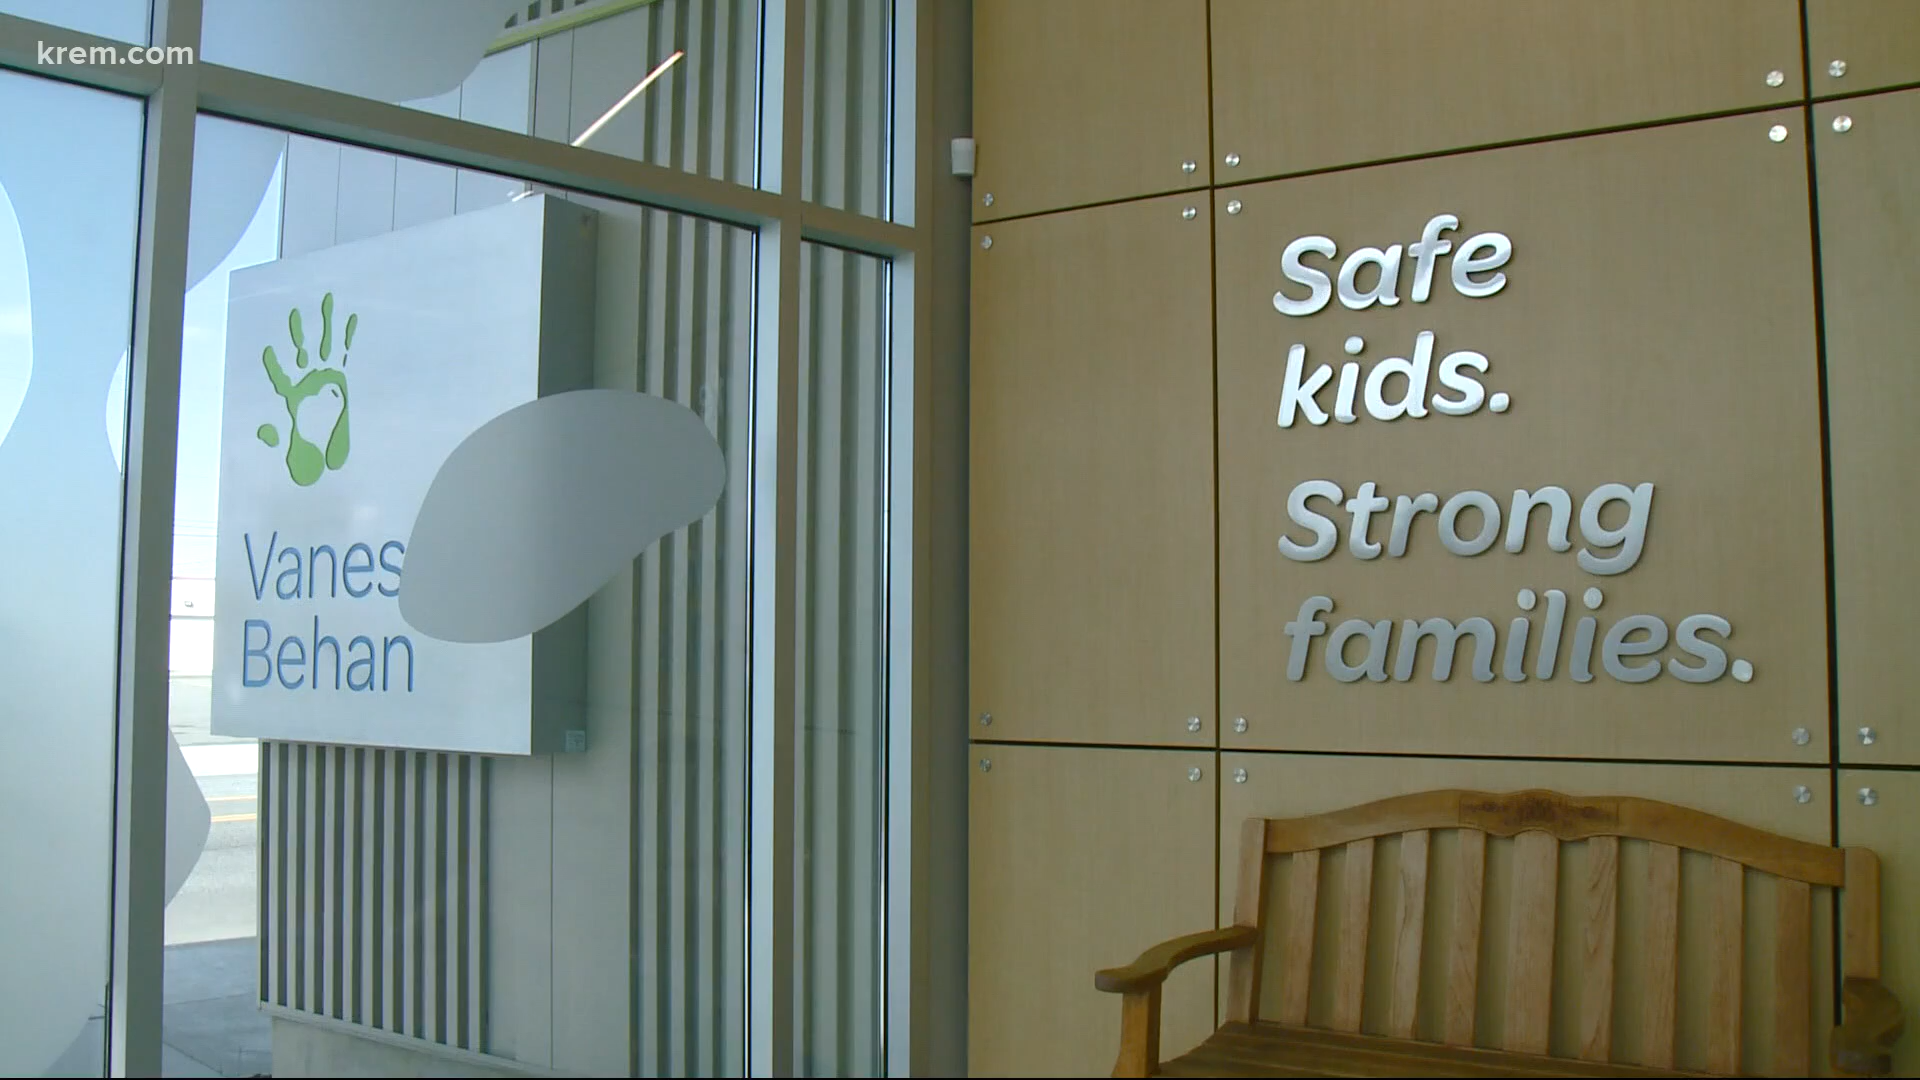 krem.com
Vanes
Behan
Safe
kids.
Strong
families.